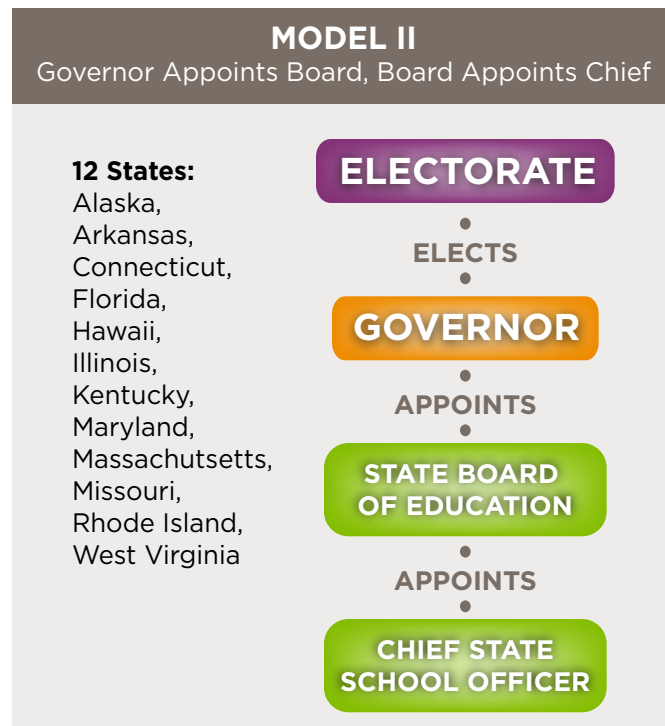 MODEL II
Governor Appoints Board, Board Appoints Chief
12 States:
Alaska,
Arkansas,
Connecticut,
Florida,
Hawaii,
Illinois,
Kentucky,
Maryland,
Massachutsetts,
Missouri,
Rhode Island,
West Virginia
ELECTORATE
ELECTS
GOVERNOR
APPOINTS
STATE BOARD
OF EDUCATION
APPOINTS
CHIEF STATE
SCHOOL OFFICER